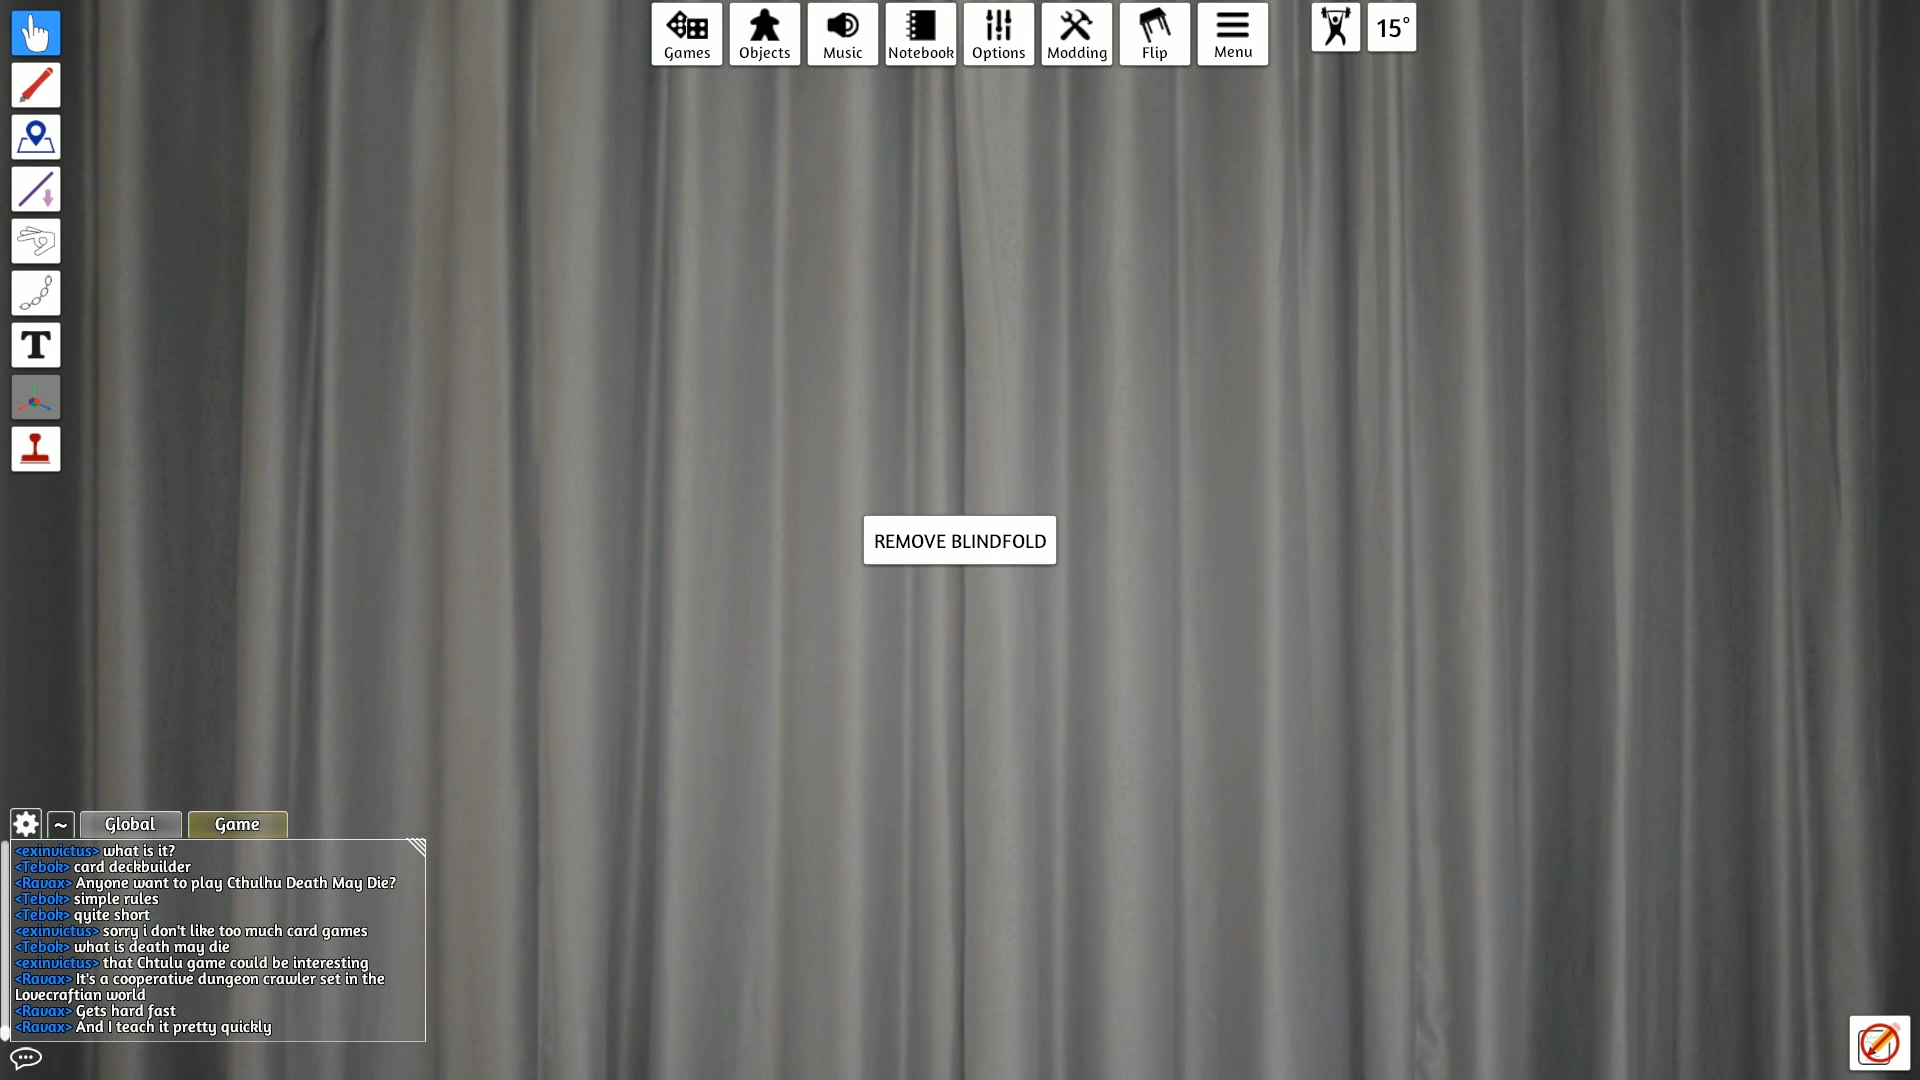 Games
Objects
Music
Notebook
Options
Modding
Flip
Menu
15°
T
REMOVE BLINDFOLD
~
Global
Game
<exinvictus> what is it?
<Tebok> card deckbuilder
<Ravax> Anyone want to play Cthulhu Death May Die?
<Tebok> simple rules
<Tebok> qyite short
<exinvictus> sorry i don't like too much card games
<Tebok> what is death may die
<exinvictus> that Chtulu game could be interesting
<Ravax> It's a cooperative dungeon crawler set in the
Lovecraftian world
<Ravax> Gets hard fast
<Ravax> And I teach it pretty quickly